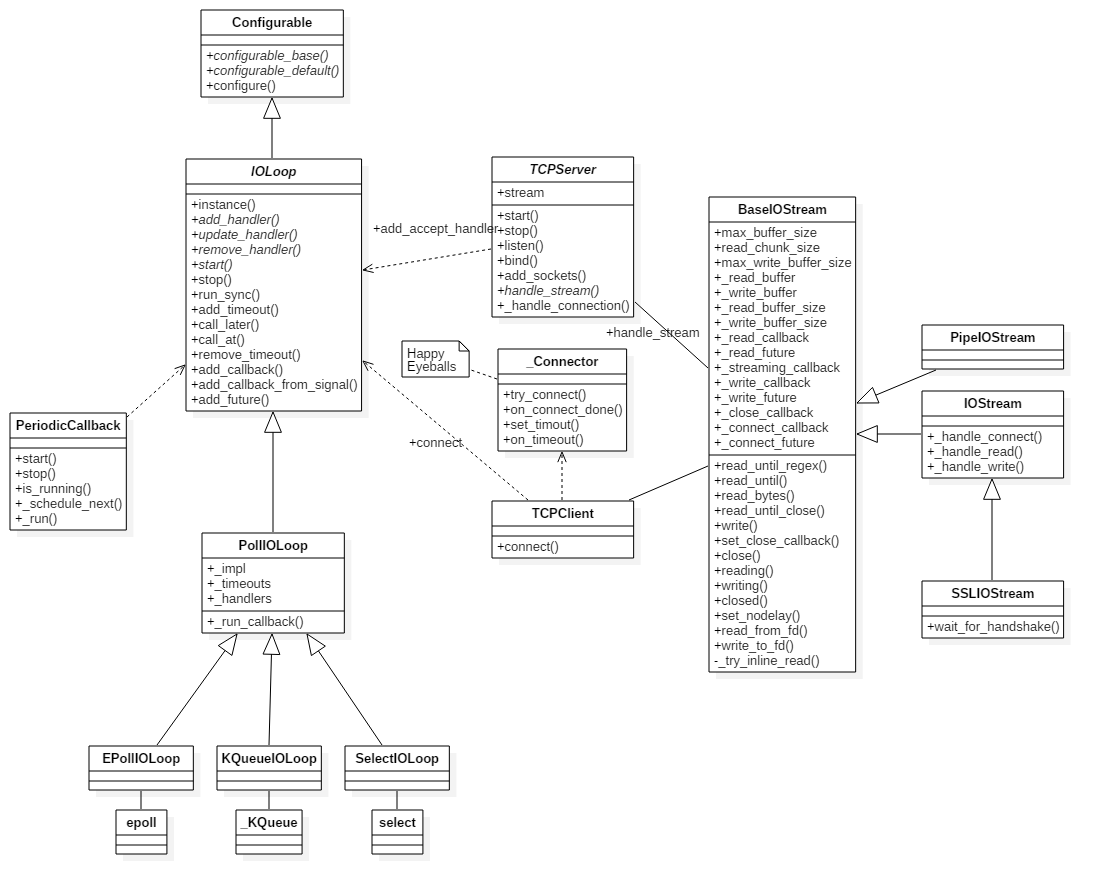 Configurable
+configurable_base()
+configurable_default()
+configure()
IOLoop
+instance()
+add_handler()
+update_handler()
+remove_handler()
+start()
+stop()
+run_sync()
+add_timeout()
+call_later()
+call_at()
+remove_timeout()
+add_callback()
+add_callback_from_signal()
+add_future()
+add_accept_handler
TCPServer
+stream
+start()
+stop()
+listen()
+bind()
+add_sockets()
+handle_stream()
+_handle_connection()
+handle_stream
Happy
Eyeballs
_Connector
+try_connect()
+on_connect_done()
+set_timout()
+on_timeout()
+connect
TCPClient
+connect()
BaseIOStream
+max_buffer_size
+read_chunk_size
+max_write_buffer_size
+_read_buffer
+_write_buffer
+_read_buffer_size
+_write_buffer_size
+_read_callback
+_read_future
+_streaming_callback
+_write_callback
+_write_future
+_close_callback
+_connect_callback
+_connect_future
+read_until_regex()
+read_until()
+read_bytes()
+read_until_close()
+write()
+set_close_callback()
+close()
+reading()
+writing()
+closed()
+set_nodelay()
+read_from_fd()
+write_to_fd()
-_try_inline_read()
PipeIOStream
IOStream
+_handle_connect()
+_handle_read()
+_handle_write()
SSLIOStream
+wait_for_handshake()
PeriodicCallback
+start()
+stop()
+is_running()
+_schedule_next()
+_run()
PollIOLoop
+_impl
+_timeouts
+_handlers
+_run_callback()
EPollIOLoop
KQueueIOLoop
SelectIOLoop
epoll
_KQueue
select